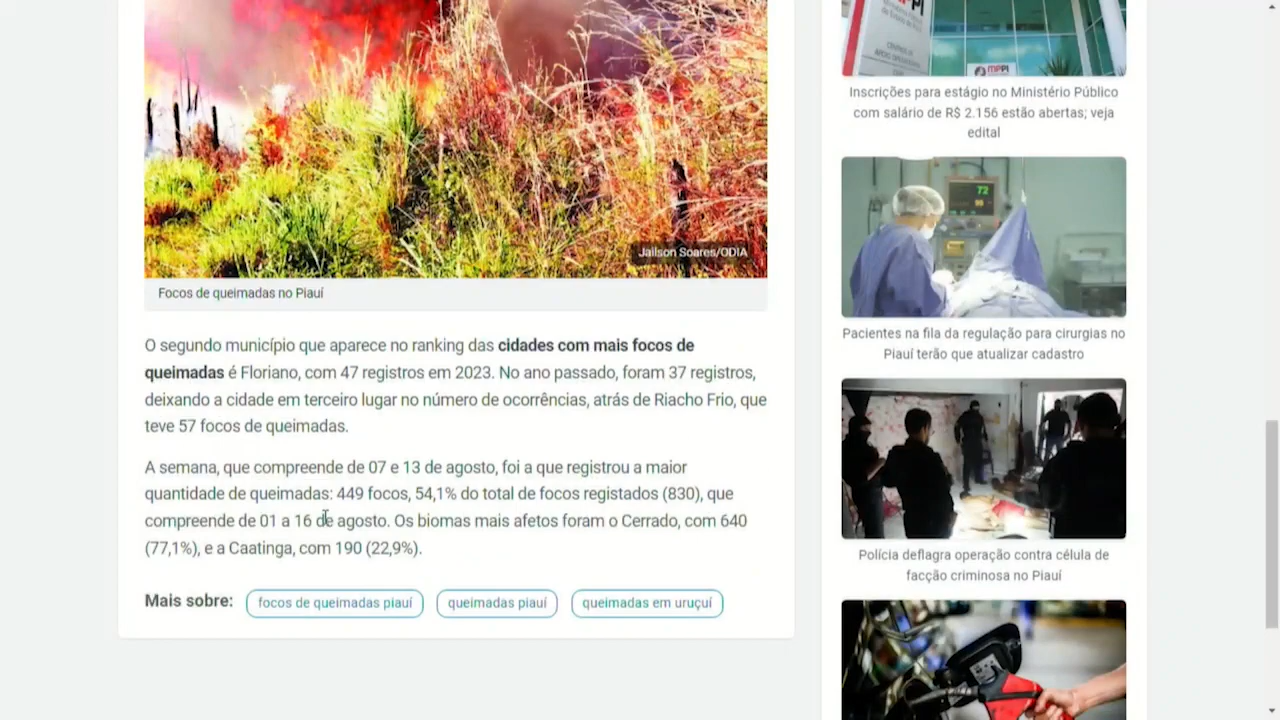 Jailson Soares/ODIA
Focos de queimadas no Piauí
O segundo município que aparece no ranking das cidades com mais focos de
queimadas é Floriano, com 47 registros em 2023. No ano passado, foram 37 registros,
deixando a cidade em terceiro lugar no número de ocorrências, atrás de Riacho Frio, que
teve 57 focos de queimadas.
A semana, que compreende de 07 e 13 de agosto, foi a que registrou a maior
quantidade de queimadas: 449 focos, 54,1% do total de focos registados (830), que
compreende de 01 a 16 de agosto. Os biomas mais afetos foram o Cerrado, com 640
(77,1%), e a Caatinga, com 190 (22,9%).
Mais sobre:
focos de queimadas piauí
queimadas piauí
queimadas em uruçuí
MPPI
Inscrições para estágio no Ministério Público
com salário de R$ 2.156 estão abertas; veja
edital
72
Pacientes na fila da regulação para cirurgias no
Piauí terão que atualizar cadastro
Polícia deflagra operação contra célula de
facção criminosa no Piauí